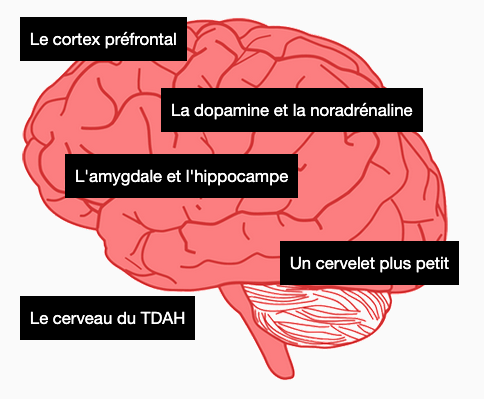 Le cortex préfrontal
La dopamine et la noradrénaline
L'amygdale et l'hippocampe
Un cervelet plus petit
Le cerveau du TDAH